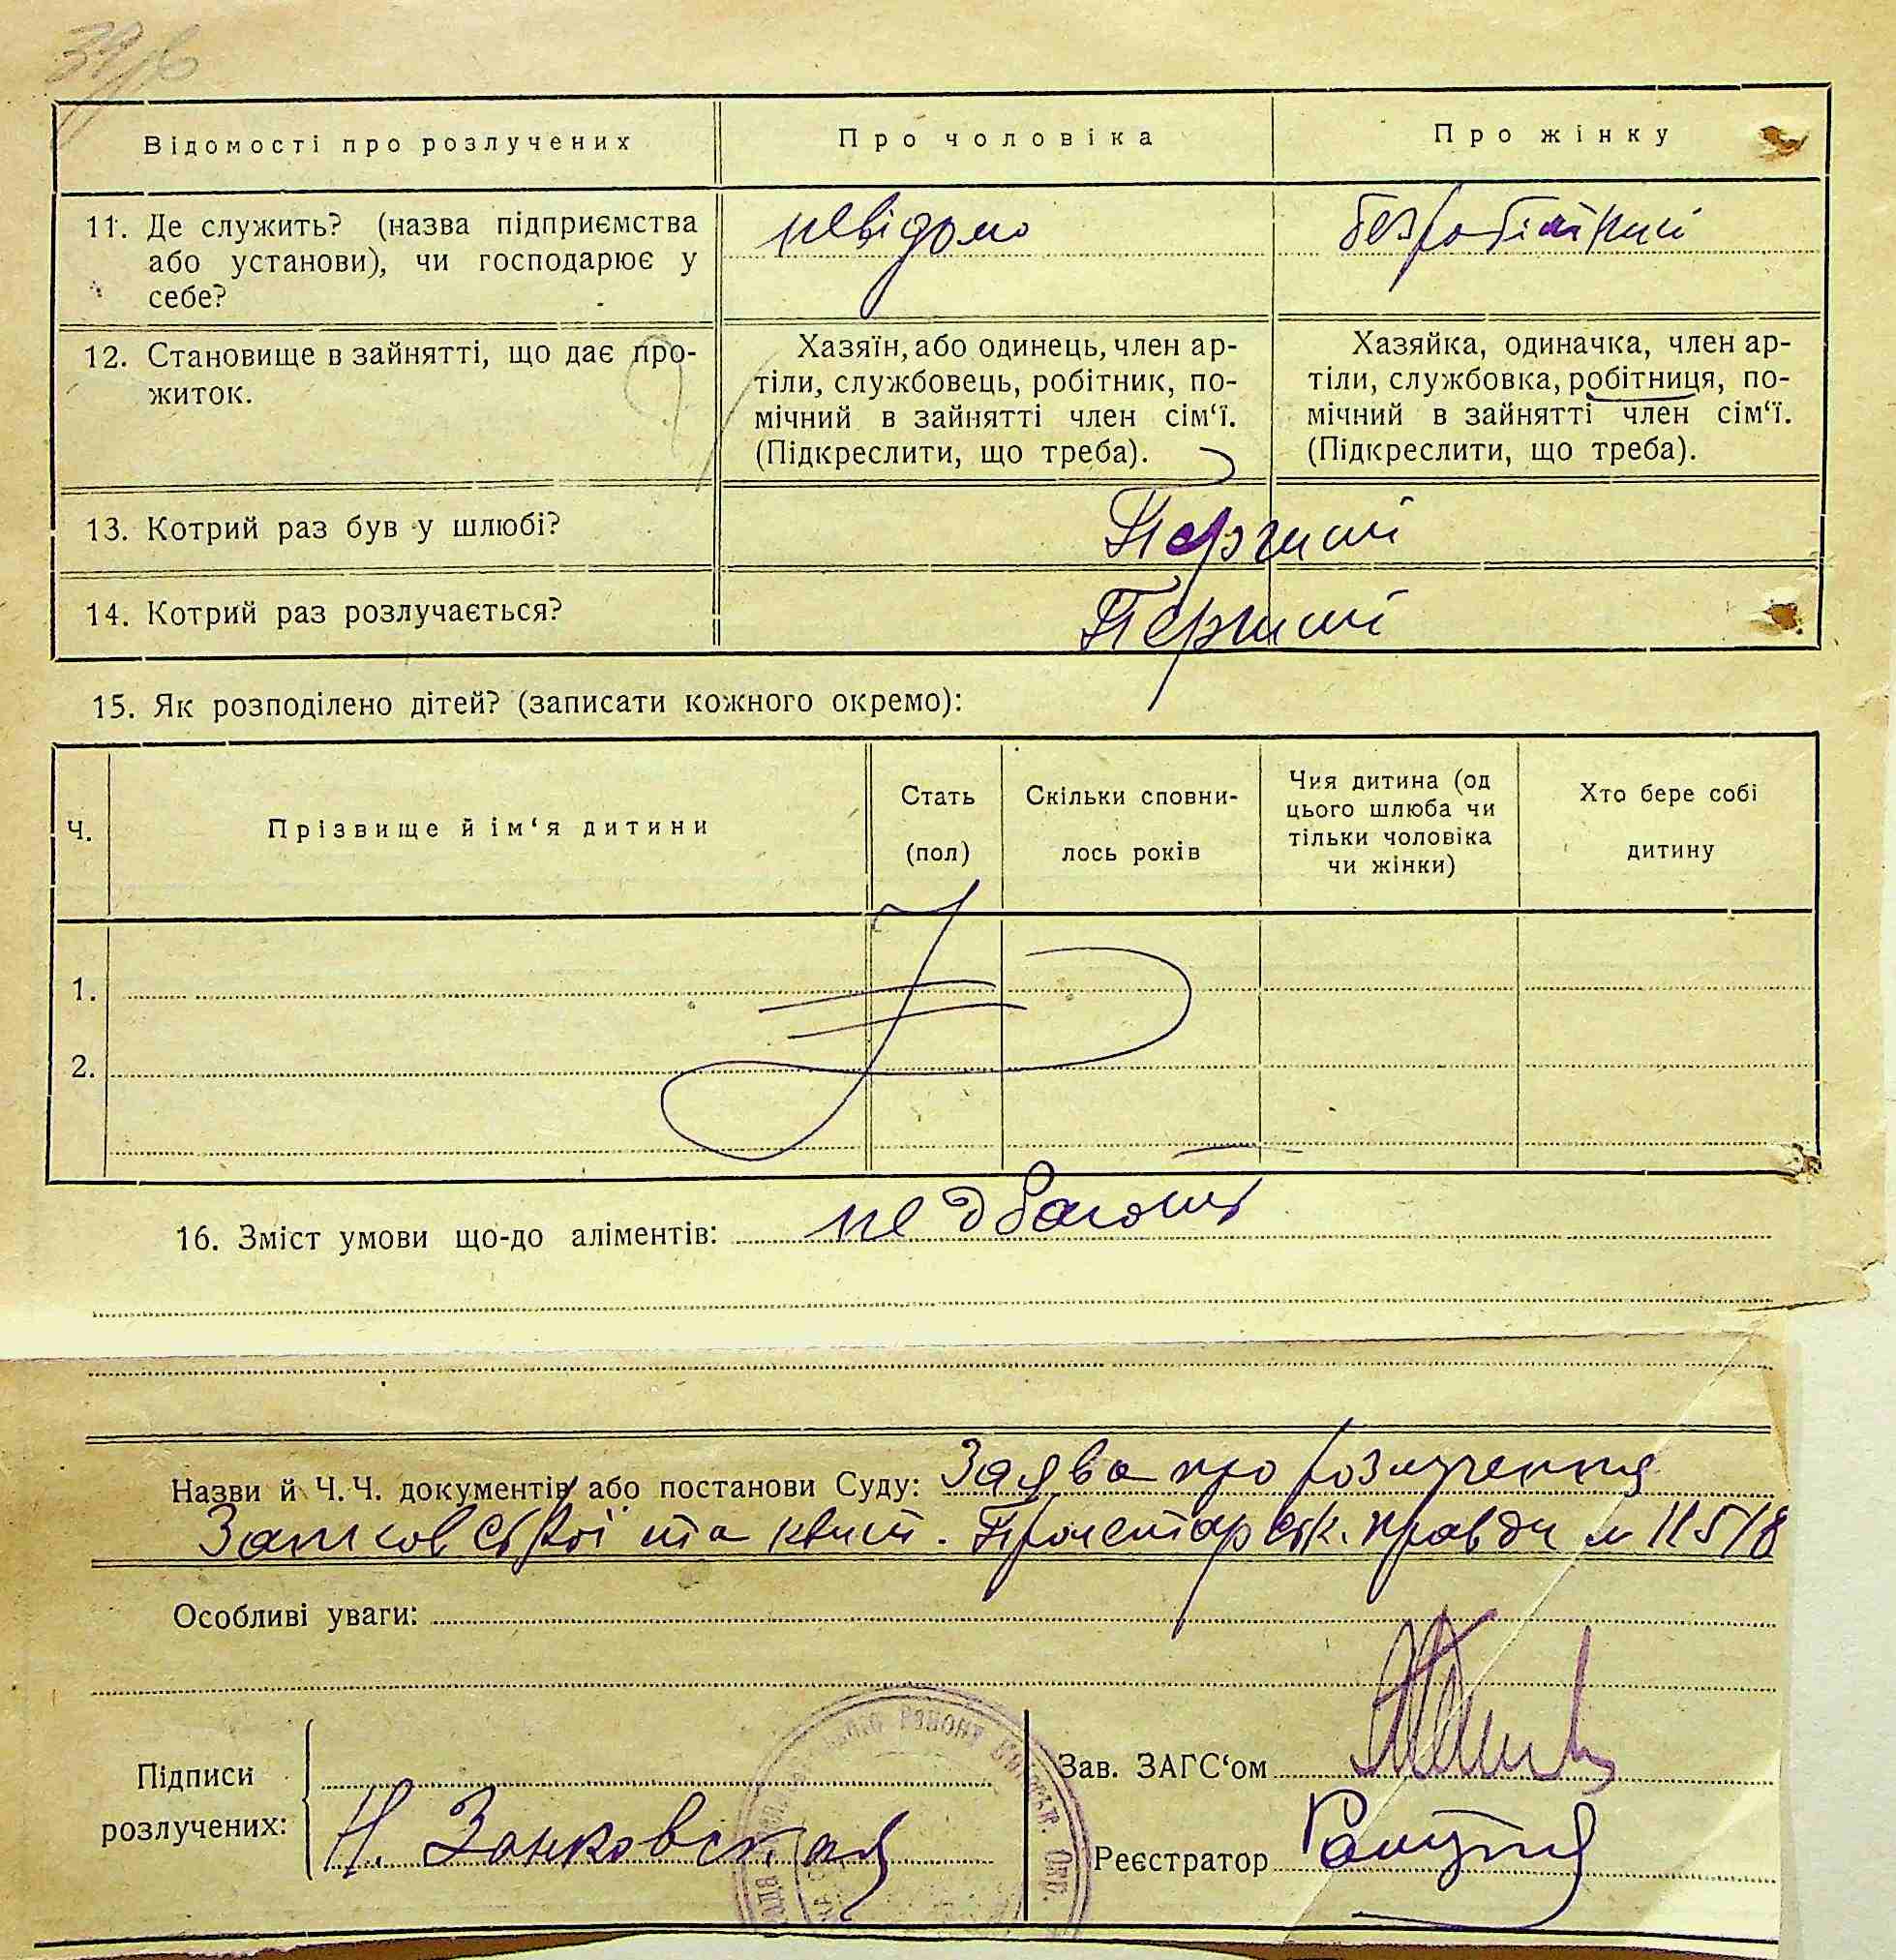 Відомості про розлучених
Про чоловіка
Про жінку
11. Де служить? (назва підприємства
або установи), чи господарює у
себе?
невідомо
безробітний
12. Становище в зайнятті, що дає про-
житок.
Хазяїн, або одинець, член ар-
тіли, службовець, робітник, по-
мічний в зайнятті член сім‘ї.
(Підкреслити, що треба).
Хазяйка, одиначка, член ар-
тіли, службовка, робітниця, по-
мічний в зайнятті член сім‘ї.
(Підкреслити, що треба).
13. Котрий раз був у шлюбі?
Перший
14. Котрий раз розлучається?
Перший
15. Як розподілено дітей? (записати кожного окремо):
Ч.
Прізвище й ім‘я дитини
Стать
(пол)
Скільки сповни-
лось років
Чия дитина (од
цього шлюба чи
тільки чоловіка
чи жінки)
Хто бере собі
дитину
1.
2.
16. Зміст умови що-до аліментів: не дбають
Назви й Ч. Ч. документів або постанови Суду: Заява про розлучення
та квит. Пролетарськ. правди 11518
Особливі уваги:
Підписи
розлучених:
Н. Занковская
Зав. ЗАГС‘ом
Реєстратор